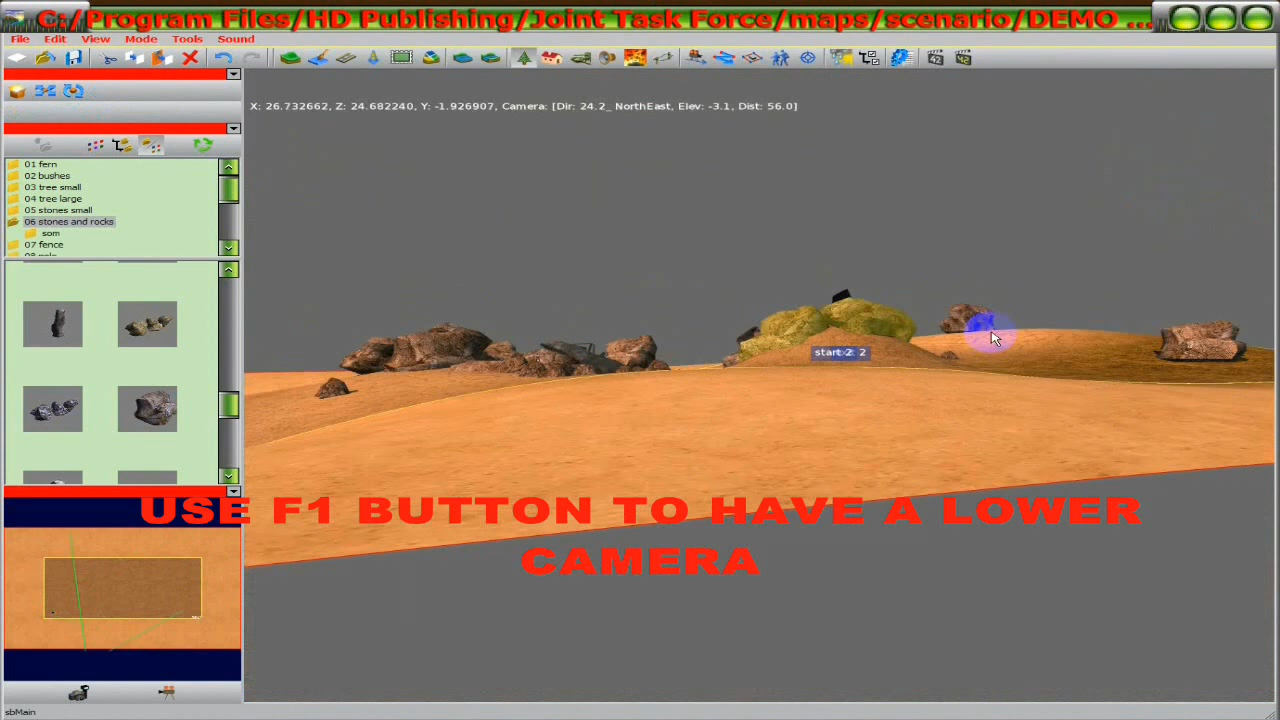 C:/Program Files/HD Publishing/Joint Task Force/maps/scenario/DEMO ...
File Edit View Mode Tools Sound
X: 26.732662, Z: 24.682240, Y: -1.926907, Camera: [Dir: 24.2_ NorthEast, Elev: -3.1, Dist: 56.0]
01 fern
02 bushes
03 tree small
04 tree large
05 stones small
06 stones and rocks
som
07 fence
start:2: 2
USE F1 BUTTON TO HAVE A LOWER
CAMERA
sbMain